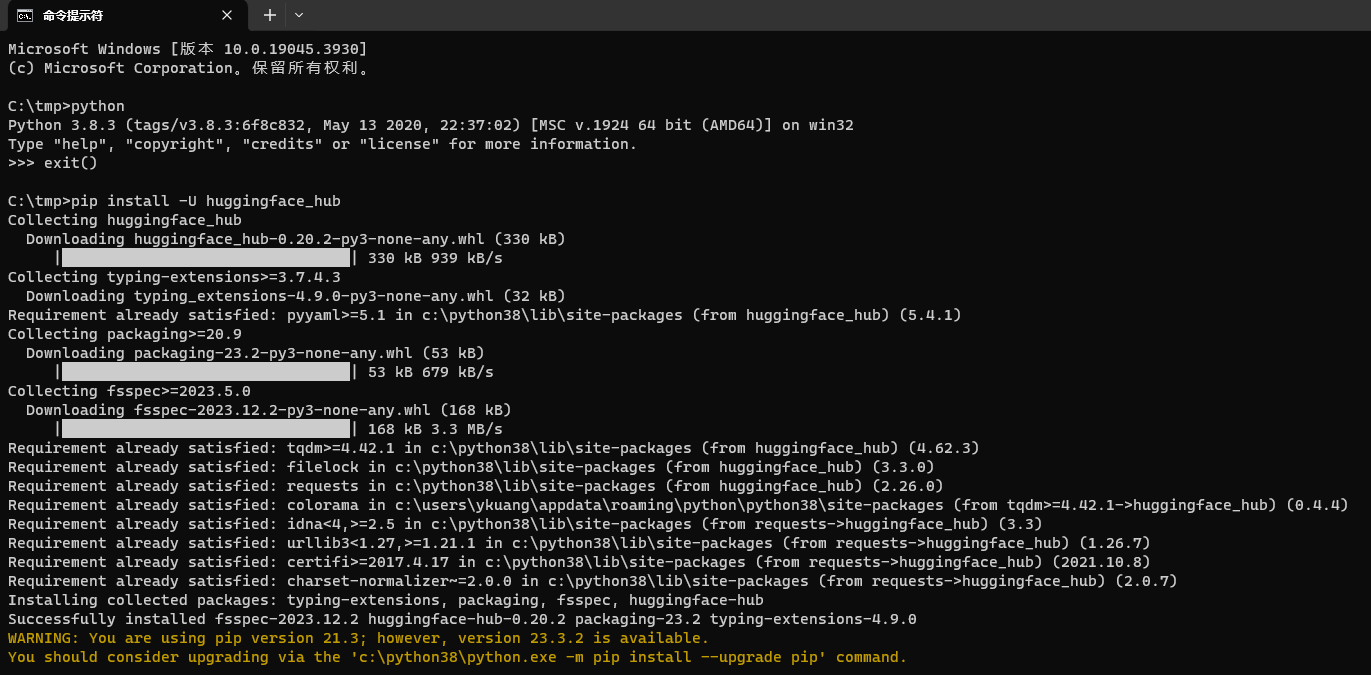 命令提示符
Microsoft Windows [版本 10.0.19045.3930]
(c) Microsoft Corporation。保留所有权利。
C:\tmp>python
Python 3.8.3 (tags/v3.8.3:6f8c832, May 13 2020, 22:37:02) [MSC v.1924 64 bit (AMD64)] on win32
Type "help", "copyright", "credits" or "license" for more information.
>>> exit()
C:\tmp>pip install -U huggingface_hub
Collecting huggingface_hub
  Downloading huggingface_hub-0.20.2-py3-none-any.whl (330 kB)
     |████████████████████████████████| 330 kB 939 kB/s
Collecting typing-extensions>=3.7.4.3
  Downloading typing_extensions-4.9.0-py3-none-any.whl (32 kB)
Requirement already satisfied: pyyaml>=5.1 in c:\python38\lib\site-packages (from huggingface_hub) (5.4.1)
Collecting packaging>=20.9
  Downloading packaging-23.2-py3-none-any.whl (53 kB)
     |████████████████████████████████| 53 kB 679 kB/s
Collecting fsspec>=2023.5.0
  Downloading fsspec-2023.12.2-py3-none-any.whl (168 kB)
     |████████████████████████████████| 168 kB 3.3 MB/s
Requirement already satisfied: tqdm>=4.42.1 in c:\python38\lib\site-packages (from huggingface_hub) (4.62.3)
Requirement already satisfied: filelock in c:\python38\lib\site-packages (from huggingface_hub) (3.3.0)
Requirement already satisfied: requests in c:\python38\lib\site-packages (from huggingface_hub) (2.26.0)
Requirement already satisfied: colorama in c:\users\ykuang\appdata\roaming\python\python38\site-packages (from tqdm>=4.42.1->huggingface_hub) (0.4.4)
Requirement already satisfied: idna<4,>=2.5 in c:\python38\lib\site-packages (from requests->huggingface_hub) (3.3)
Requirement already satisfied: urllib3<1.27,>=1.21.1 in c:\python38\lib\site-packages (from requests->huggingface_hub) (1.26.7)
Requirement already satisfied: certifi>=2017.4.17 in c:\python38\lib\site-packages (from requests->huggingface_hub) (2021.10.8)
Requirement already satisfied: charset-normalizer~=2.0.0 in c:\python38\lib\site-packages (from requests->huggingface_hub) (2.0.7)
Installing collected packages: typing-extensions, packaging, fsspec, huggingface-hub
Successfully installed fsspec-2023.12.2 huggingface-hub-0.20.2 packaging-23.2 typing-extensions-4.9.0
WARNING: You are using pip version 21.3; however, version 23.3.2 is available.
You should consider upgrading via the 'c:\python38\python.exe -m pip install --upgrade pip' command.